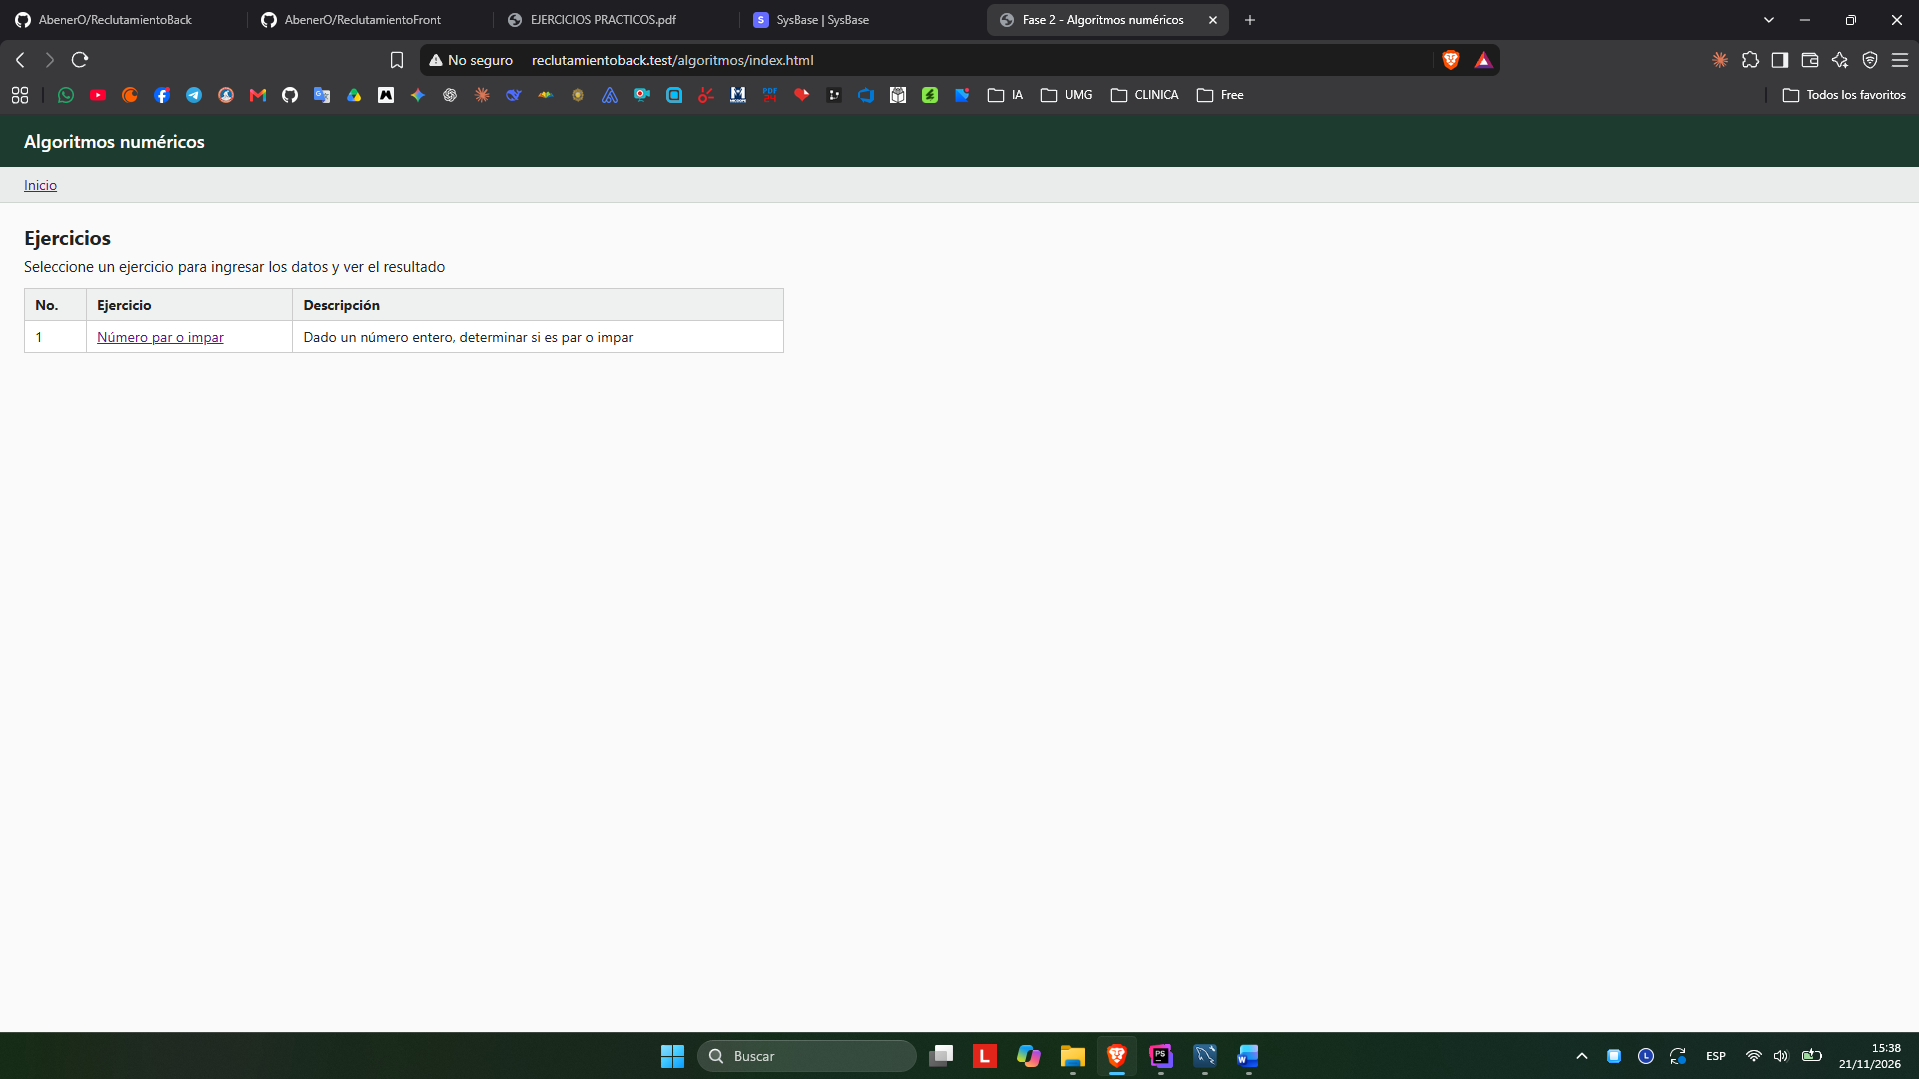 AbenerO/ReclutamientoBack
AbenerO/ReclutamientoFront
EJERCICIOS PRACTICOS.pdf
SysBase | SysBase
Fase 2 - Algoritmos numéricos
No seguro
reclutamientoback.test/algoritmos/index.html
IA
UMG
CLINICA
Free
Todos los favoritos
Algoritmos numéricos
Inicio
Ejercicios
Seleccione un ejercicio para ingresar los datos y ver el resultado
No. Ejercicio Descripción
1 Número par o impar Dado un número entero, determinar si es par o impar
Buscar
ESP
15:38
21/11/2026